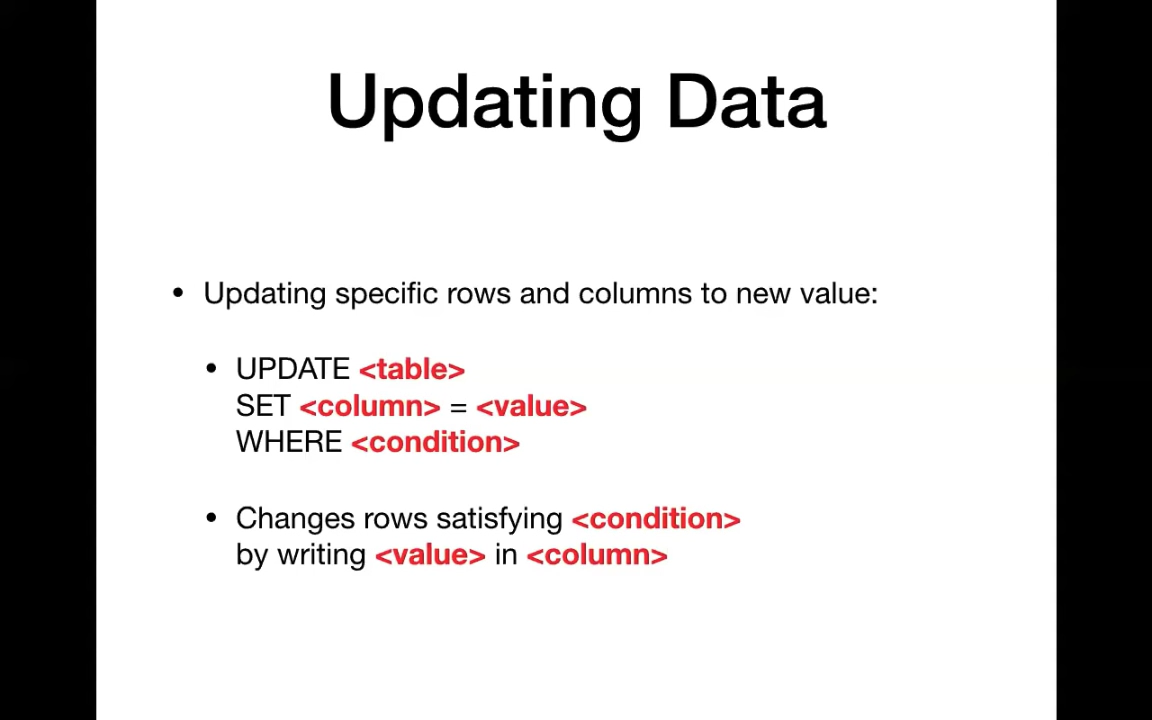 Updating Data
• Updating specific rows and columns to new value:
• UPDATE <table>
SET <column> = <value>
WHERE <condition>
• Changes rows satisfying <condition>
by writing <value> in <column>